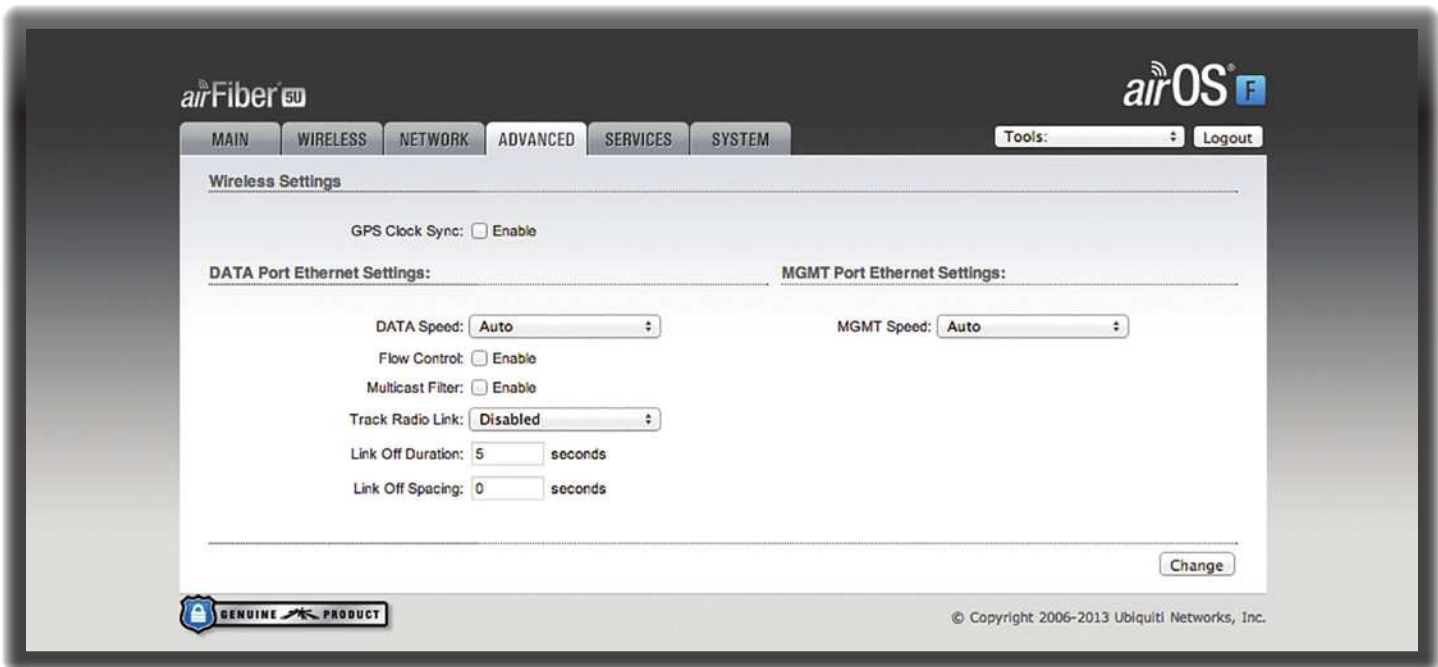 airFiber 5U
airOS® F
MAIN WIRELESS NETWORK ADVANCED SERVICES SYSTEM Tools: Logout
Wireless Settings
GPS Clock Sync: Enable
DATA Port Ethernet Settings: MGMT Port Ethernet Settings:
DATA Speed: Auto MGMT Speed: Auto
Flow Control: Enable
Multicast Filter: Enable
Track Radio Link: Disabled
Link Off Duration: 5 seconds
Link Off Spacing: 0 seconds
Change
GENUINE PRODUCT
© Copyright 2006-2013 Ubiquiti Networks, Inc.